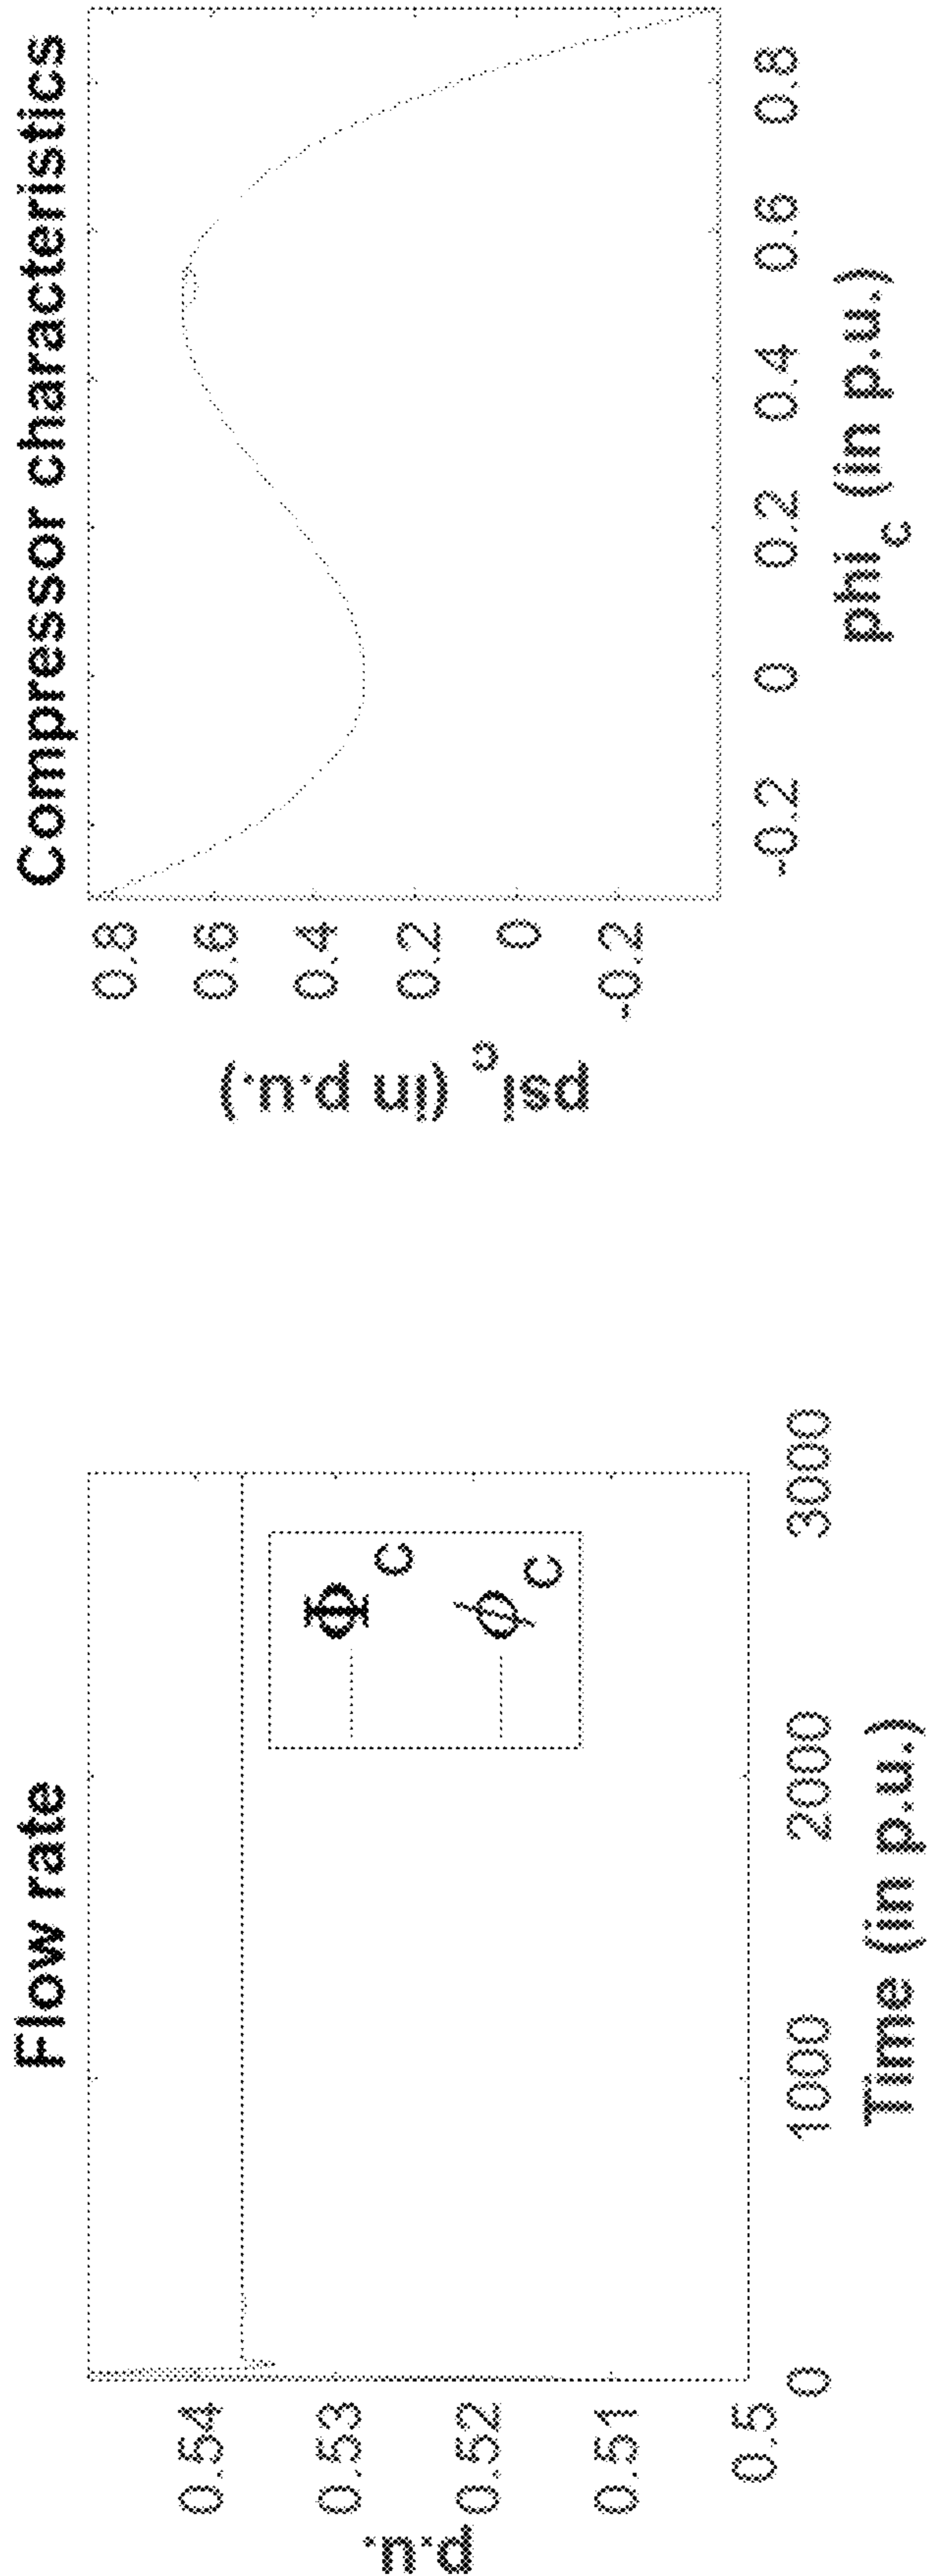 Flow rate
p.u.
0.54
0.53
0.52
0.51
0.5
0
1000
2000
3000
Time (in p.u.)
Φc
ϕc
Compressor characteristics
psic (in p.u.)
0.8
0.6
0.4
0.2
0
-0.2
-0.2
0
0.2
0.4
0.6
0.8
phic (in p.u.)